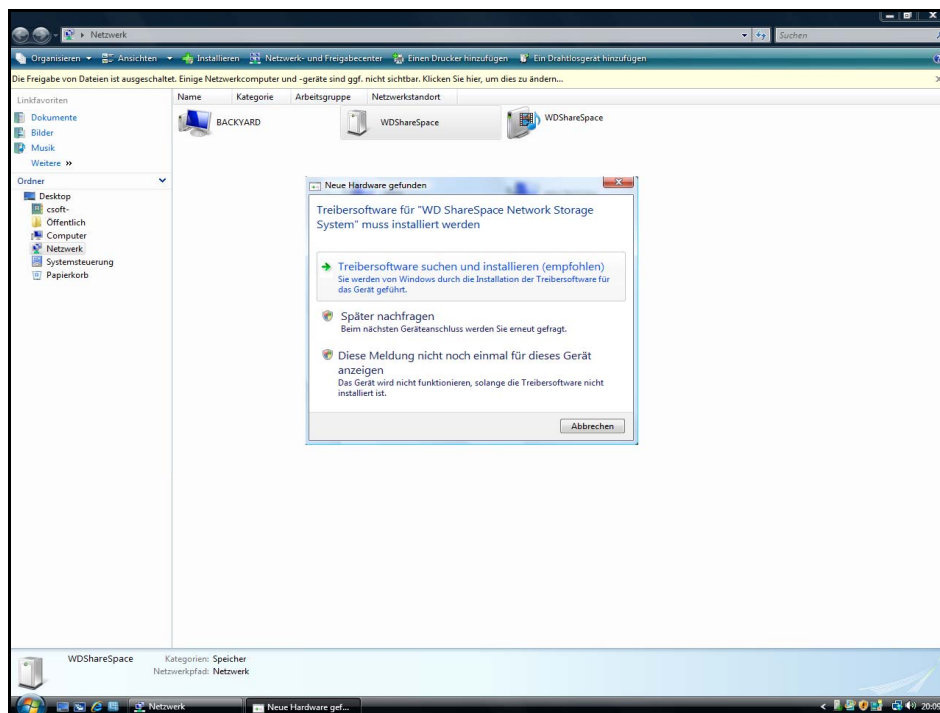 Netzwerk
Suchen
Organisieren Ansichten Installieren Netzwerk- und Freigabecenter Einen Drucker hinzufügen Ein Drahtlosgerät hinzufügen
Die Freigabe von Dateien ist ausgeschaltet. Einige Netzwerkcomputer und -geräte sind ggf. nicht sichtbar. Klicken Sie hier, um dies zu ändern...
Linkfavoriten
Dokumente
Bilder
Musik
Weitere »
Ordner
Desktop
csoft-
Öffentlich
Computer
Netzwerk
Systemsteuerung
Papierkorb
Name Kategorie Arbeitsgruppe Netzwerkstandort
BACKYARD
WDShareSpace
WDShareSpace
Neue Hardware gefunden
Treibersoftware für "WD ShareSpace Network Storage
System" muss installiert werden
Treibersoftware suchen und installieren (empfohlen)
Sie werden von Windows durch die Installation der Treibersoftware für
das Gerät geführt.
Später nachfragen
Beim nächsten Geräteanschluss werden Sie erneut gefragt.
Diese Meldung nicht noch einmal für dieses Gerät
anzeigen
Das Gerät wird nicht funktionieren, solange die Treibersoftware nicht
installiert ist.
Abbrechen
WDShareSpace
Kategorien: Speicher
Netzwerkpfad: Netzwerk
Netzwerk
Neue Hardware gef...
20:09